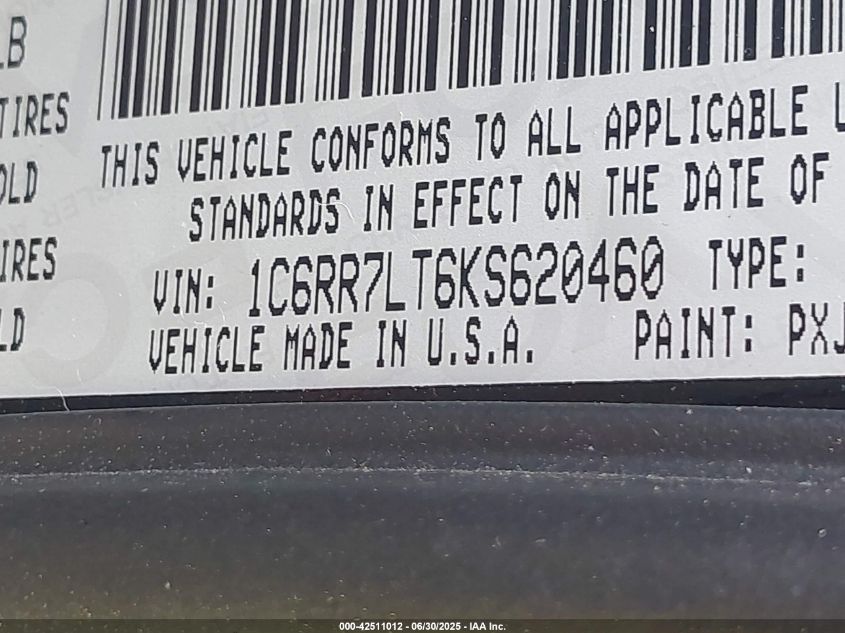 LB
TIRES
OLD
IRES
LD
THIS VEHICLE CONFORMS TO ALL APPLICABLE
STANDARDS IN EFFECT ON THE DATE OF
VIN: 1C6RR7LT6KS620460 TYPE:
VEHICLE MADE IN U.S.A. PAINT: PXJ
000-42511012 - 06/30/2025 - IAA Inc.